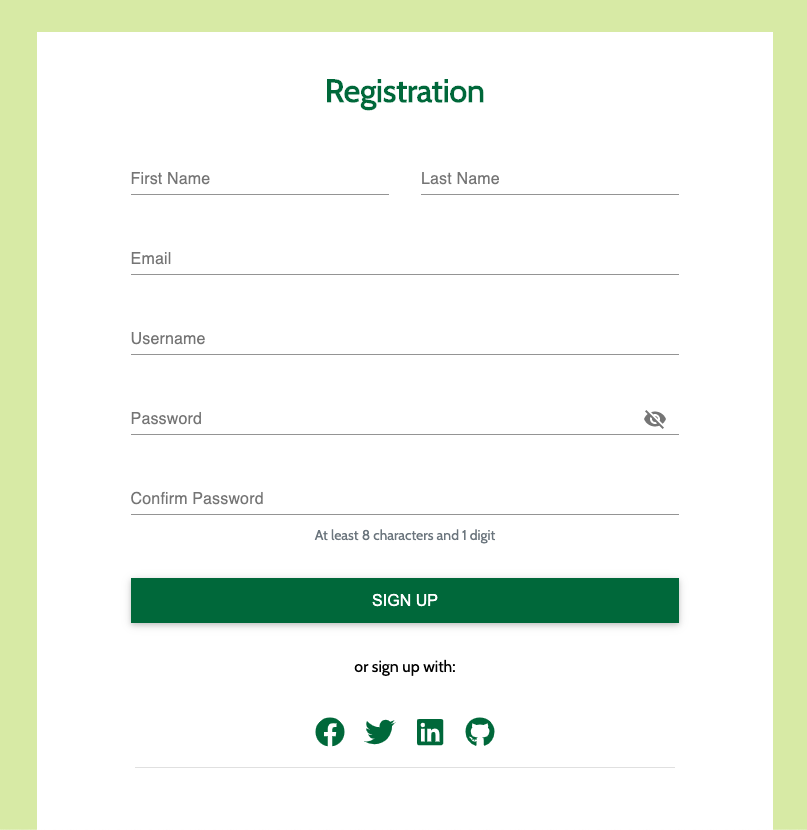 Registration
First Name Last Name
Email
Username
Password
Confirm Password
At least 8 characters and 1 digit
SIGN UP
or sign up with: